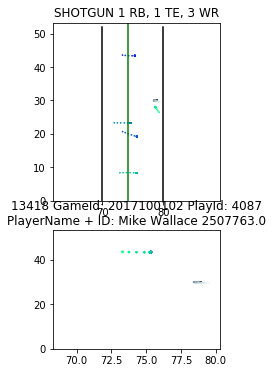 SHOTGUN 1 RB, 1 TE, 3 WR
50
40
30
20
10
0
70
80
13418 GameId: 2017100102 PlayId: 4087
PlayerName + ID: Mike Wallace 2507763.0
40
20
0
70.0 72.5 75.0 77.5 80.0